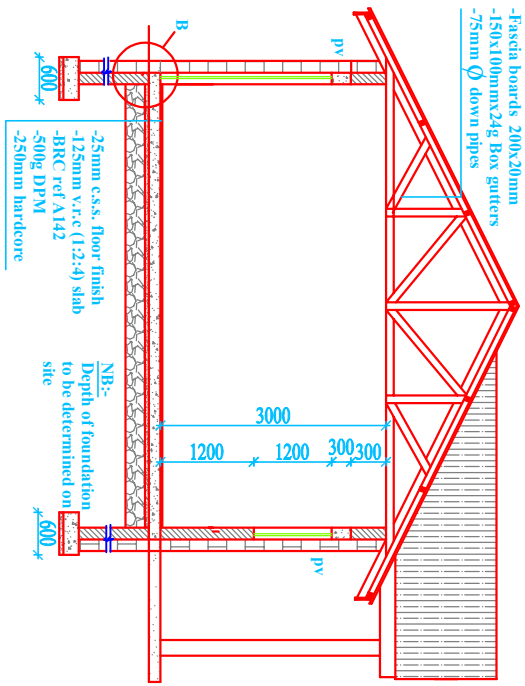 -Fascia boards 200x20mm
-150x100mmx24g Box gutters
-75mm Ø down pipes
pv
B
3000
1200
1200
300
300
pv
600
600
-25mm c.s.s. floor finish
-125mm v.r.c (1:2:4) slab
-BRC ref A142
-500g DPM
-250mm hardcore
NB:-
Depth of foundation
to be determined on
site